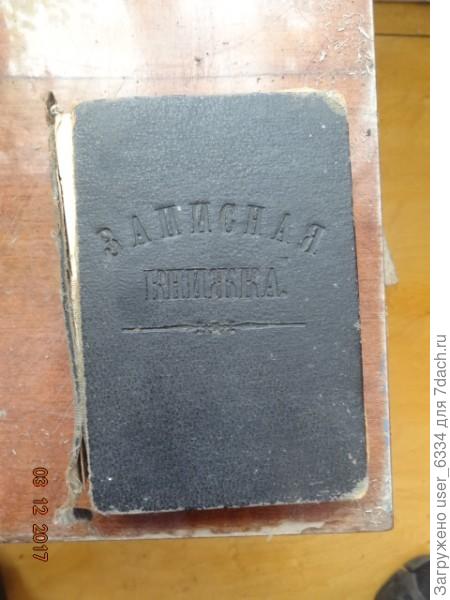 ЗАПИСНАЯ
КНИЖКА.
03 12 2017
Загружено user_6334 для 7dach.ru